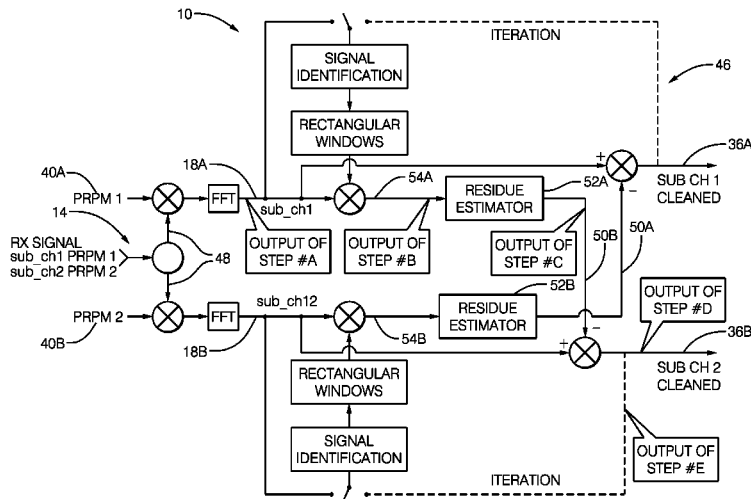 10
ITERATION
46
SIGNAL
IDENTIFICATION
RECTANGULAR
WINDOWS
40A
PRPM 1
18A
FFT
sub_ch1
54A
RESIDUE
ESTIMATOR
52A
+
-
36A
SUB CH 1
CLEANED
14
RX SIGNAL
sub_ch1 PRPM 1
sub_ch2 PRPM 2
48
OUTPUT OF
STEP #A
OUTPUT OF
STEP #B
OUTPUT OF
STEP #C
50B
50A
52B
OUTPUT OF
STEP #D
PRPM 2
40B
FFT
18B
sub_ch12
54B
RESIDUE
ESTIMATOR
+
-
36B
SUB CH 2
CLEANED
RECTANGULAR
WINDOWS
SIGNAL
IDENTIFICATION
OUTPUT OF
STEP #E
ITERATION